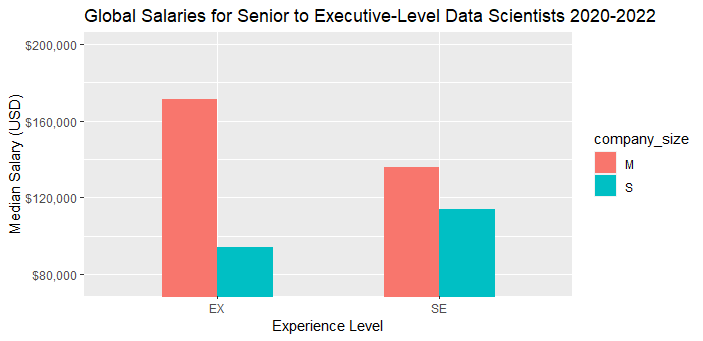 Global Salaries for Senior to Executive-Level Data Scientists 2020-2022
$200,000
$160,000
$120,000
$80,000
Median Salary (USD)
EX
SE
Experience Level
company_size
M
S